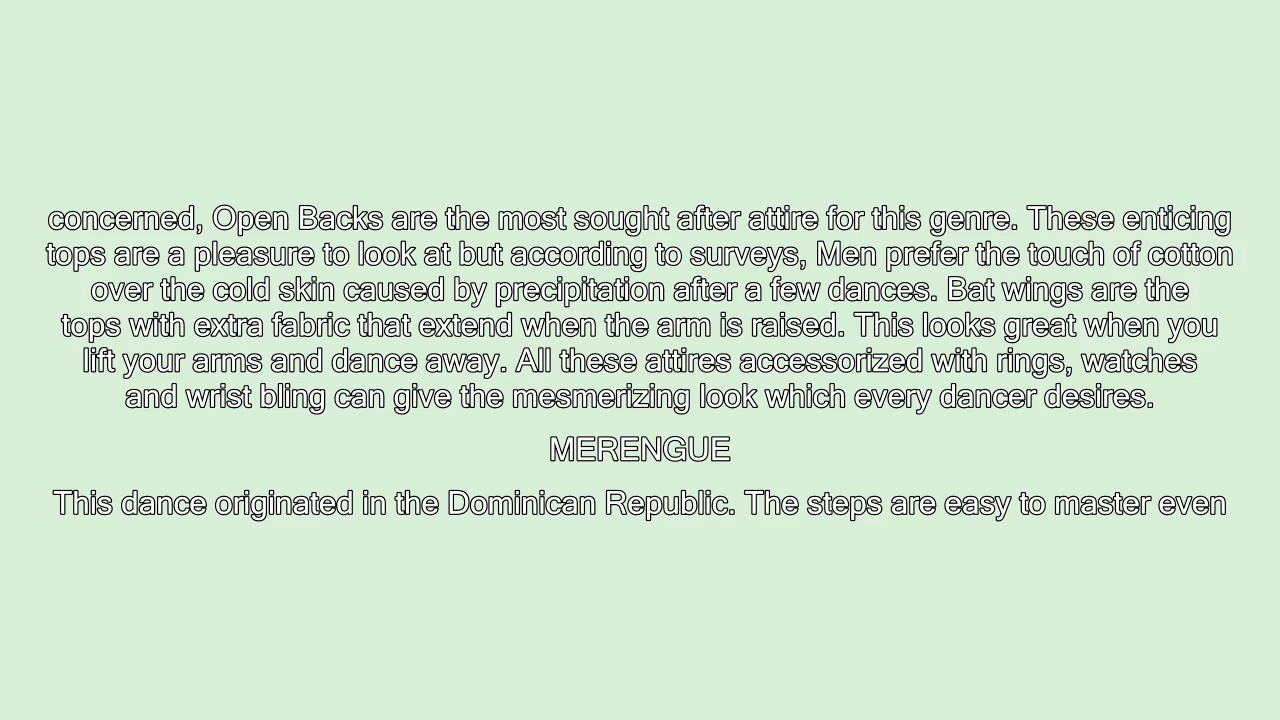 concerned, Open Backs are the most sought after attire for this genre. These enticing
tops are a pleasure to look at but according to surveys, Men prefer the touch of cotton
over the cold skin caused by precipitation after a few dances. Bat wings are the
tops with extra fabric that extend when the arm is raised. This looks great when you
lift your arms and dance away. All these attires accessorized with rings, watches
and wrist bling can give the mesmerizing look which every dancer desires.
MERENGUE
This dance originated in the Dominican Republic. The steps are easy to master even